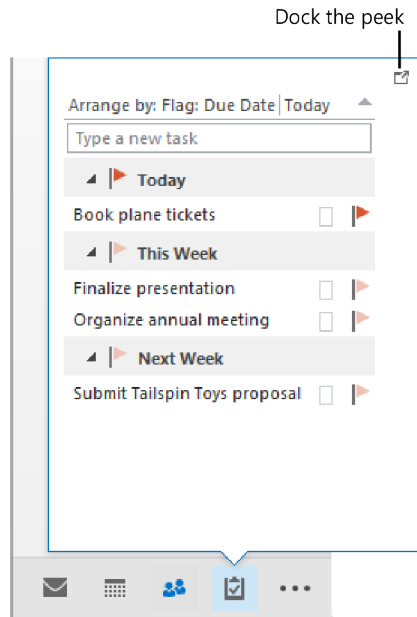 Dock the peek
Arrange by: Flag: Due Date Today
Type a new task
Today
Book plane tickets
This Week
Finalize presentation
Organize annual meeting
Next Week
Submit Tailspin Toys proposal